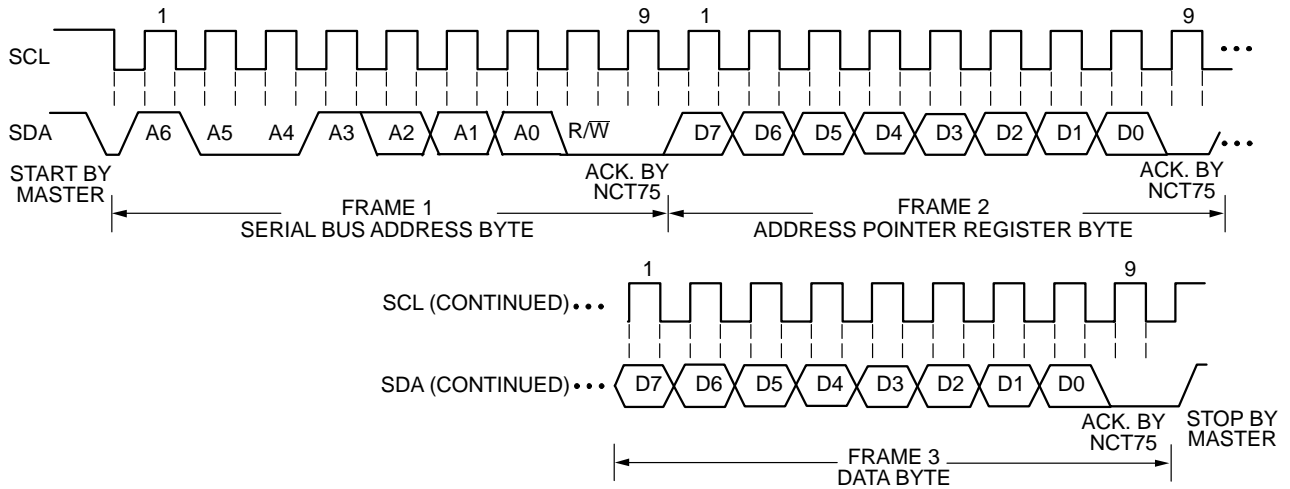 1 9 1 9
SCL
SDA A6 A5 A4 A3 A2 A1 A0 R/W̅ D7 D6 D5 D4 D3 D2 D1 D0
START BY
MASTER
ACK. BY
NCT75
ACK. BY
NCT75
FRAME 1
SERIAL BUS ADDRESS BYTE
FRAME 2
ADDRESS POINTER REGISTER BYTE
1 9
SCL (CONTINUED)
SDA (CONTINUED) D7 D6 D5 D4 D3 D2 D1 D0
ACK. BY
NCT75
STOP BY
MASTER
FRAME 3
DATA BYTE